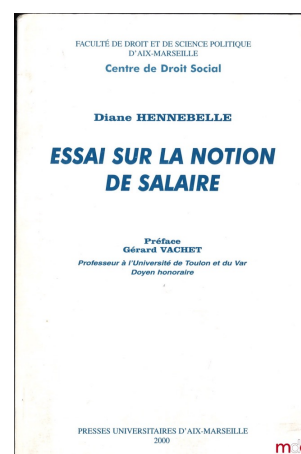 FACULTÉ DE DROIT ET DE SCIENCE POLITIQUE
D'AIX-MARSEILLE
Centre de Droit Social
Diane HENNEBELLE
ESSAI SUR LA NOTION
DE SALAIRE
Préface
Gérard VACHET
Professeur à l'Université de Toulon et du Var
Doyen honoraire
PRESSES UNIVERSITAIRES D'AIX-MARSEILLE
2000